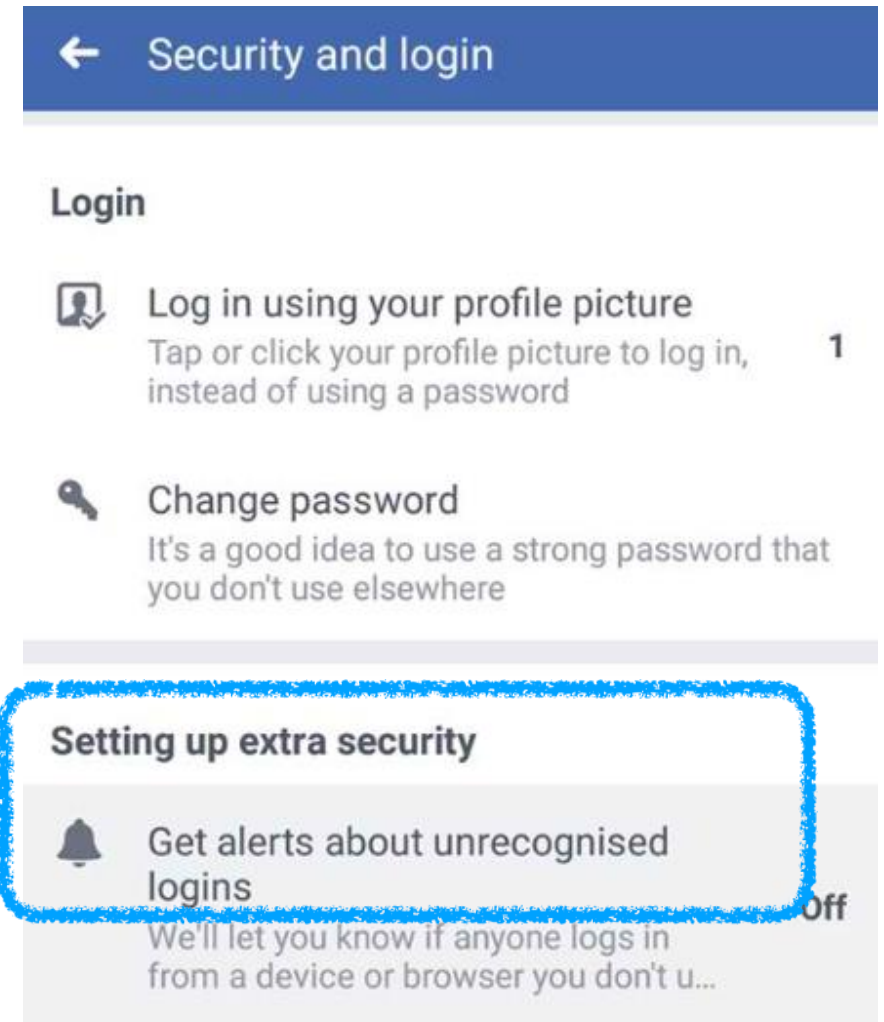 Security and login
Login
Log in using your profile picture
Tap or click your profile picture to log in,
instead of using a password
1
Change password
It's a good idea to use a strong password that
you don't use elsewhere
Setting up extra security
Get alerts about unrecognised
logins
Off
We'll let you know if anyone logs in
from a device or browser you don't u...